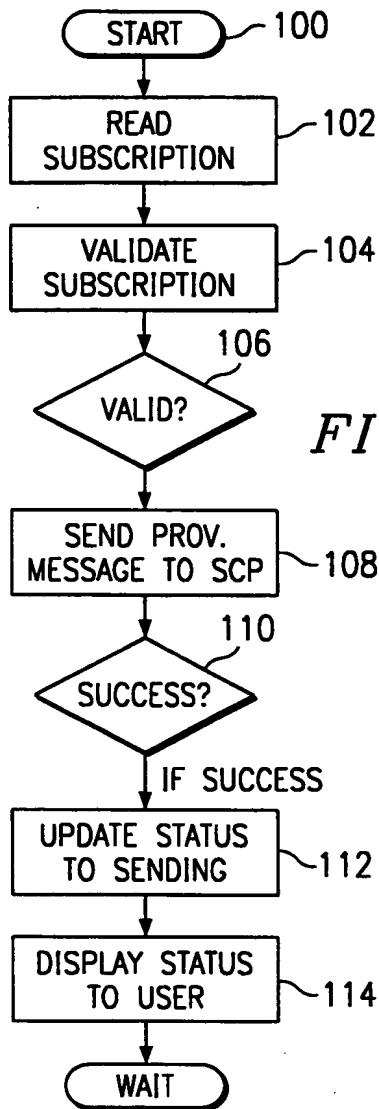 START
100
READ
SUBSCRIPTION
102
VALIDATE
SUBSCRIPTION
104
106
VALID?
FI
SEND PROV.
MESSAGE TO SCP
108
110
SUCCESS?
IF SUCCESS
UPDATE STATUS
TO SENDING
112
DISPLAY STATUS
TO USER
114
WAIT